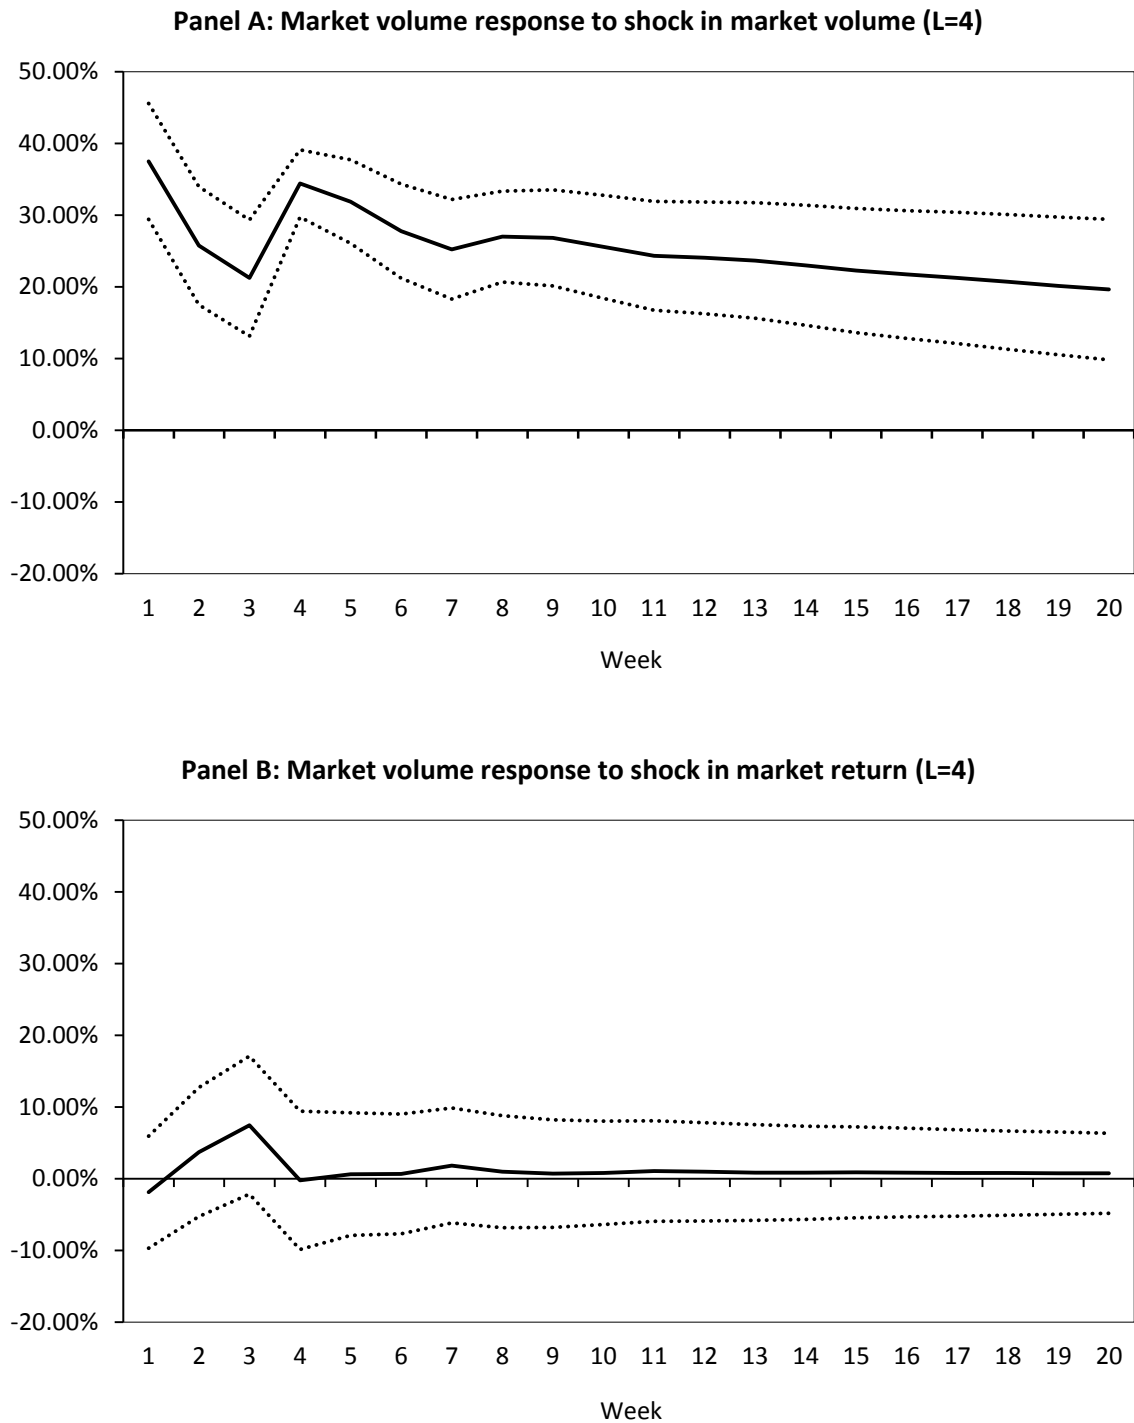 Panel A: Market volume response to shock in market volume (L=4)
50.00%
40.00%
30.00%
20.00%
10.00%
0.00%
-10.00%
-20.00%
1 2 3 4 5 6 7 8 9 10 11 12 13 14 15 16 17 18 19 20
Week
Panel B: Market volume response to shock in market return (L=4)
50.00%
40.00%
30.00%
20.00%
10.00%
0.00%
-10.00%
-20.00%
1 2 3 4 5 6 7 8 9 10 11 12 13 14 15 16 17 18 19 20
Week